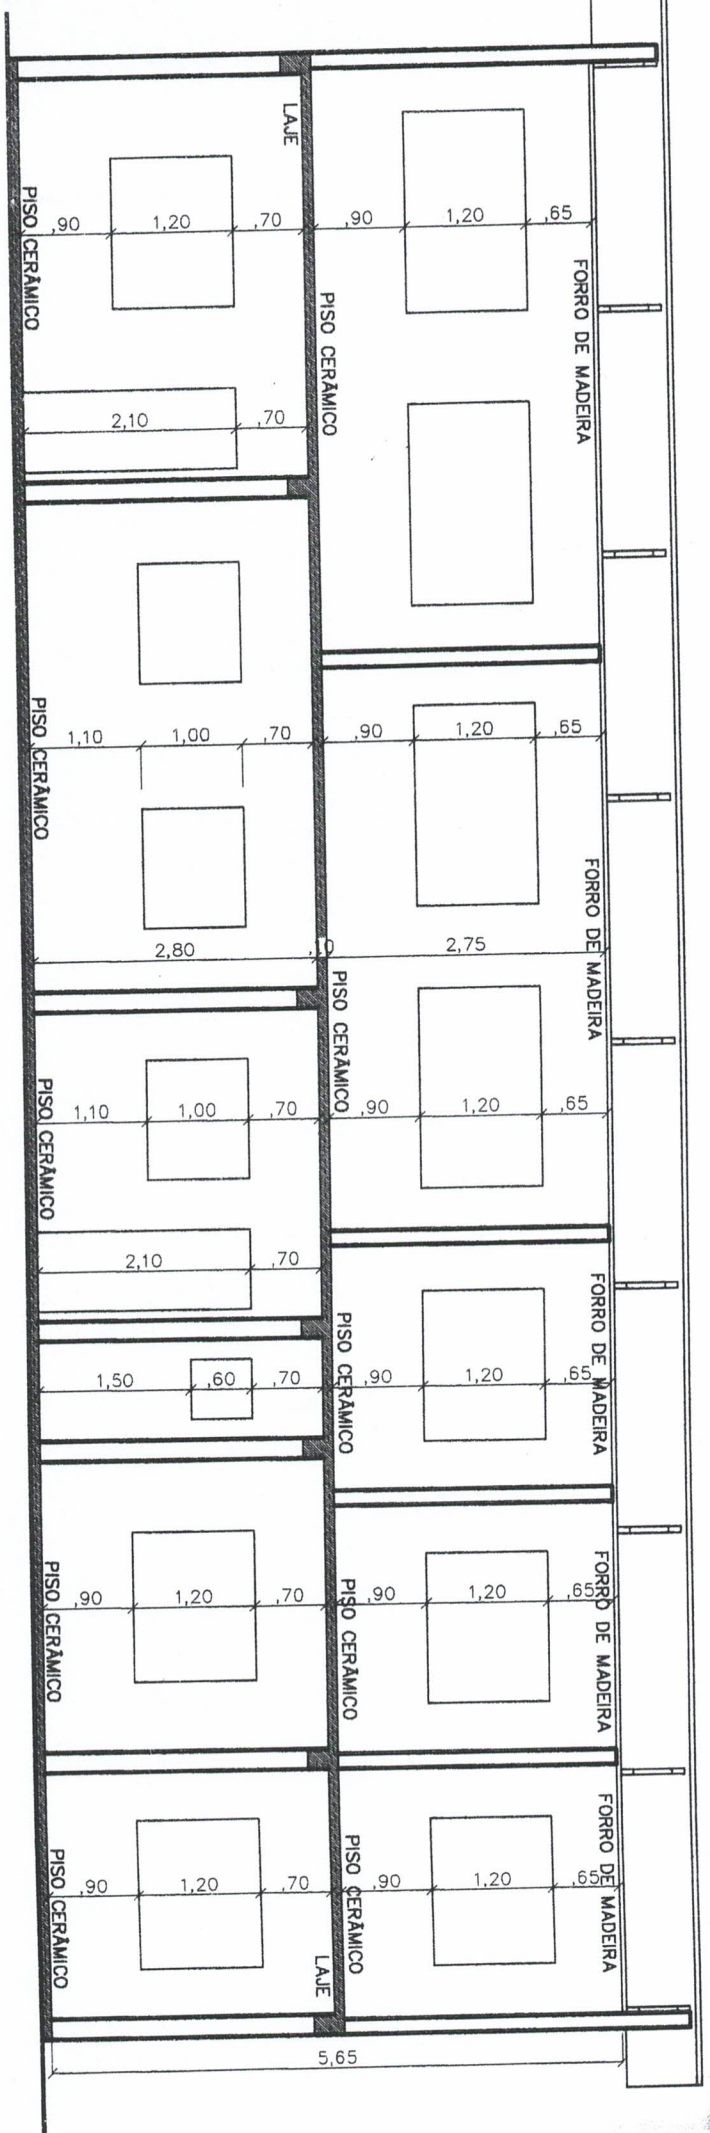 LAJE
PISO CERÂMICO
,90
1,20
,70
,90
1,20
,65
FORRO DE MADEIRA
PISO CERÂMICO
2,10
,70
PISO CERÂMICO
1,10
1,00
,70
,90
1,20
,65
FORRO DE MADEIRA
2,80
,10
2,75
PISO CERÂMICO
PISO CERÂMICO
1,10
1,00
,70
,90
1,20
,65
2,10
,70
FORRO DE MADEIRA
PISO CERÂMICO
1,50
,60
,70
,90
1,20
,65
FORRO DE MADEIRA
PISO CERÂMICO
PISO CERÂMICO
,90
1,20
,70
,90
1,20
,65
FORRO DE MADEIRA
PISO CERÂMICO
PISO CERÂMICO
,90
1,20
,70
,90
1,20
,65
LAJE
5,65